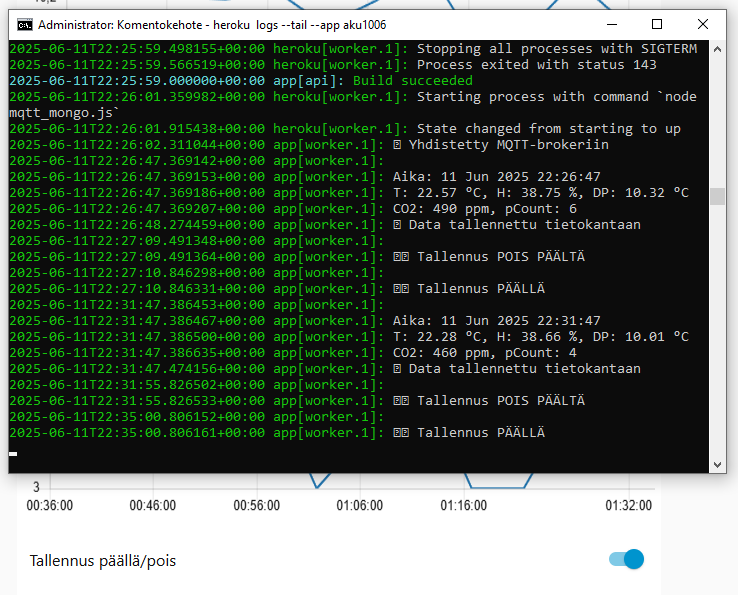 10,2
Administrator: Komentokehote - heroku logs --tail --app aku1006
2025-06-11T22:25:59.498155+00:00 heroku[worker.1]: Stopping all processes with SIGTERM
2025-06-11T22:25:59.566519+00:00 heroku[worker.1]: Process exited with status 143
2025-06-11T22:25:59.000000+00:00 app[api]: Build succeeded
2025-06-11T22:26:01.359982+00:00 heroku[worker.1]: Starting process with command `node
mqtt_mongo.js`
2025-06-11T22:26:01.915438+00:00 heroku[worker.1]: State changed from starting to up
2025-06-11T22:26:02.311044+00:00 app[worker.1]: Yhdistetty MQTT-brokeriin
2025-06-11T22:26:47.369142+00:00 app[worker.1]:
2025-06-11T22:26:47.369153+00:00 app[worker.1]: Aika: 11 Jun 2025 22:26:47
2025-06-11T22:26:47.369186+00:00 app[worker.1]: T: 22.57 ºC, H: 38.75 %, DP: 10.32 ºC
2025-06-11T22:26:47.369207+00:00 app[worker.1]: CO2: 490 ppm, pCount: 6
2025-06-11T22:26:48.274459+00:00 app[worker.1]: Data tallennettu tietokantaan
2025-06-11T22:27:09.491348+00:00 app[worker.1]:
2025-06-11T22:27:09.491364+00:00 app[worker.1]: Tallennus POIS PÄÄLTÄ
2025-06-11T22:27:10.846298+00:00 app[worker.1]:
2025-06-11T22:27:10.846331+00:00 app[worker.1]: Tallennus PÄÄLLÄ
2025-06-11T22:31:47.386453+00:00 app[worker.1]:
2025-06-11T22:31:47.386467+00:00 app[worker.1]: Aika: 11 Jun 2025 22:31:47
2025-06-11T22:31:47.386500+00:00 app[worker.1]: T: 22.28 ºC, H: 38.66 %, DP: 10.01 ºC
2025-06-11T22:31:47.386635+00:00 app[worker.1]: CO2: 460 ppm, pCount: 4
2025-06-11T22:31:47.474156+00:00 app[worker.1]: Data tallennettu tietokantaan
2025-06-11T22:31:55.826502+00:00 app[worker.1]:
2025-06-11T22:31:55.826533+00:00 app[worker.1]: Tallennus POIS PÄÄLTÄ
2025-06-11T22:35:00.806152+00:00 app[worker.1]:
2025-06-11T22:35:00.806161+00:00 app[worker.1]: Tallennus PÄÄLLÄ
3
00:36:00 00:46:00 00:56:00 01:06:00 01:16:00 01:32:00
Tallennus päällä/pois